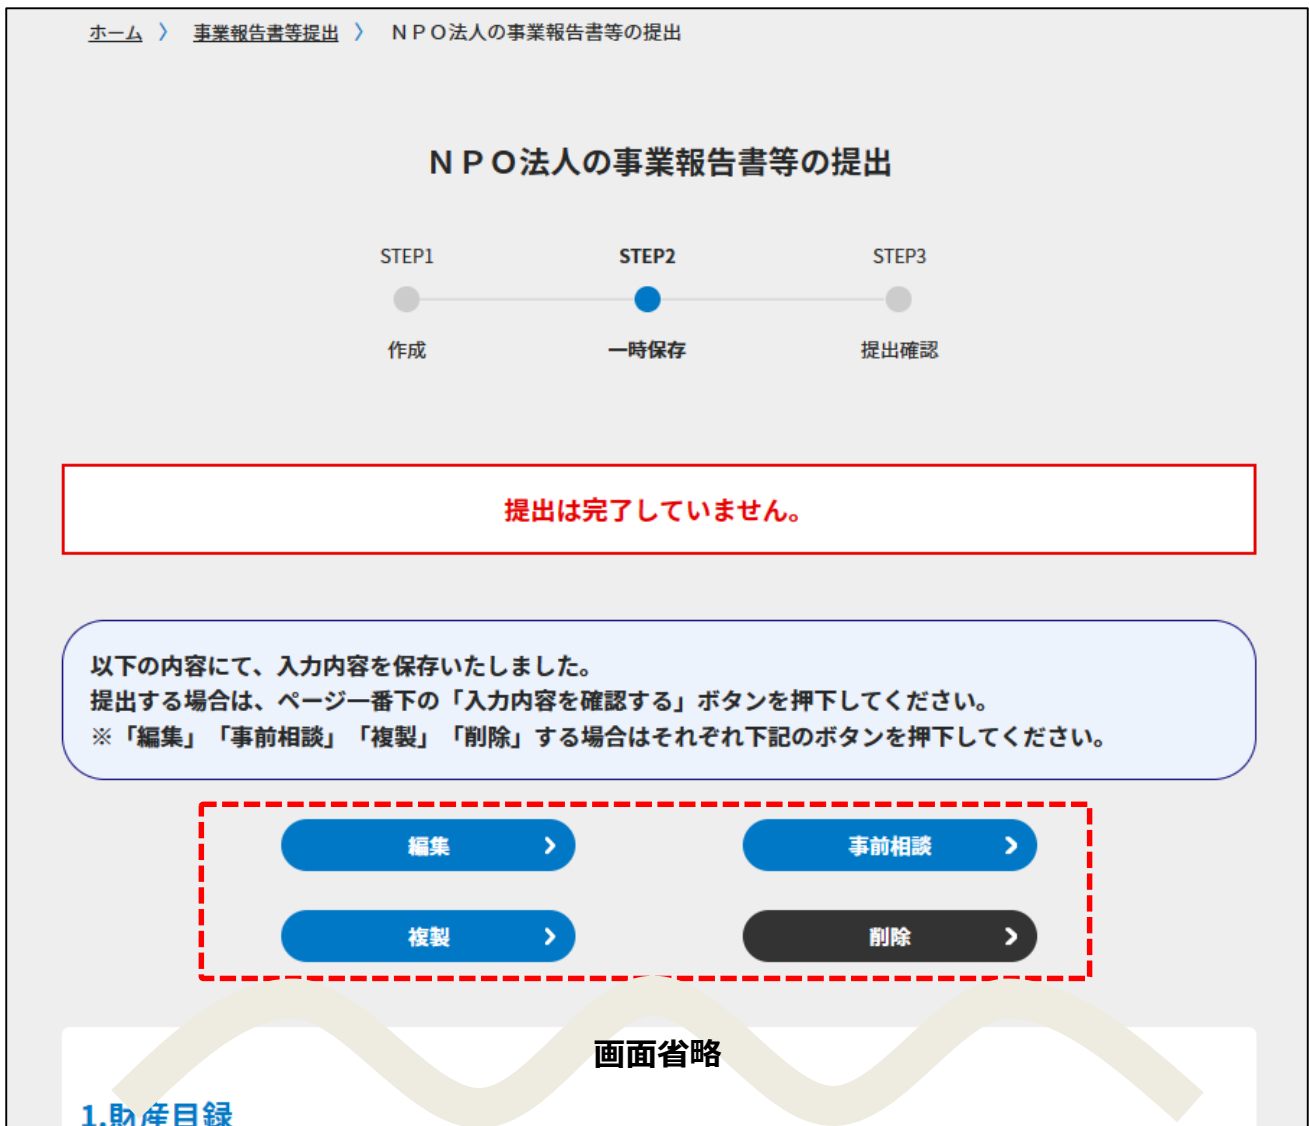 ホーム 〉 事業報告書等提出 〉 ＮＰＯ法人の事業報告書等の提出
ＮＰＯ法人の事業報告書等の提出
STEP1 STEP2 STEP3
作成 一時保存 提出確認
提出は完了していません。
以下の内容にて、入力内容を保存いたしました。
提出する場合は、ページ一番下の「入力内容を確認する」ボタンを押下してください。
※「編集」「事前相談」「複製」「削除」する場合はそれぞれ下記のボタンを押下してください。
編集 事前相談
複製 削除
画面省略
1.財産目録